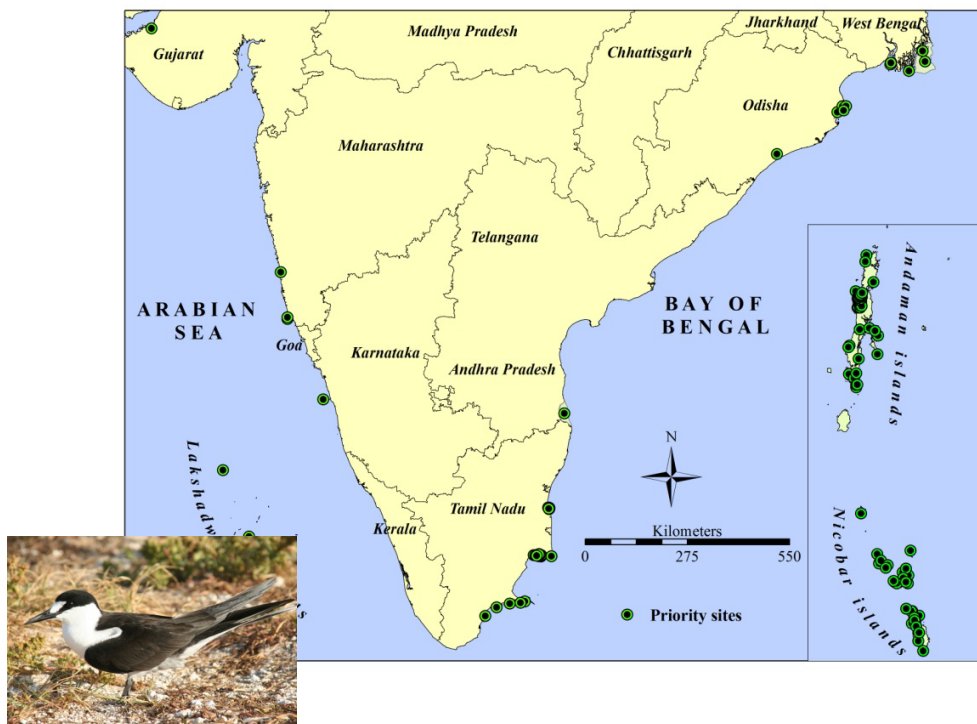 Madhya Pradesh
Jharkhand
West Bengal
Gujarat
Chhattisgarh
Odisha
Maharashtra
Telangana
ARABIAN
SEA
BAY OF
BENGAL
Goa
Karnataka
Andhra Pradesh
Andaman islands
N
Tamil Nadu
Kerala
Kilometers
0 275 550
Nicobar islands
Priority sites